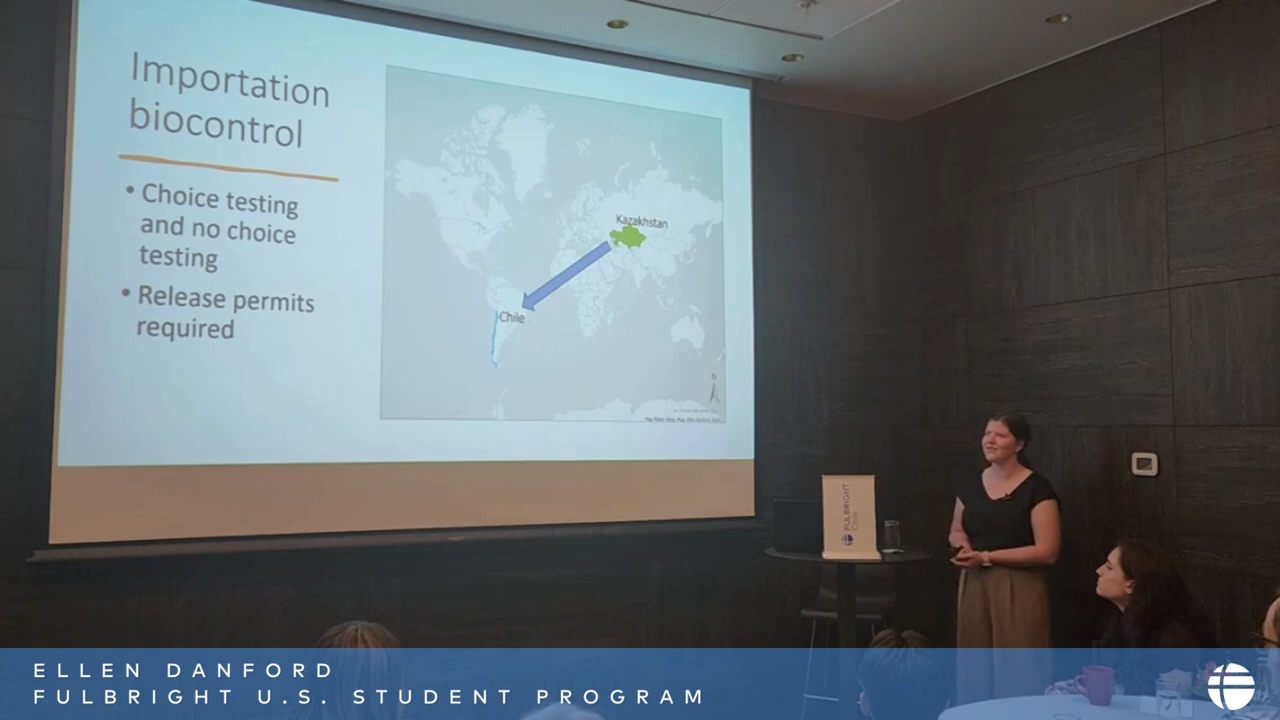 Importation
biocontrol
• Choice testing
and no choice
testing
• Release permits
required
Kazakhstan
Chile
N
FULBRIGHT
Chile
ELLEN DANFORD
FULBRIGHT U.S. STUDENT PROGRAM